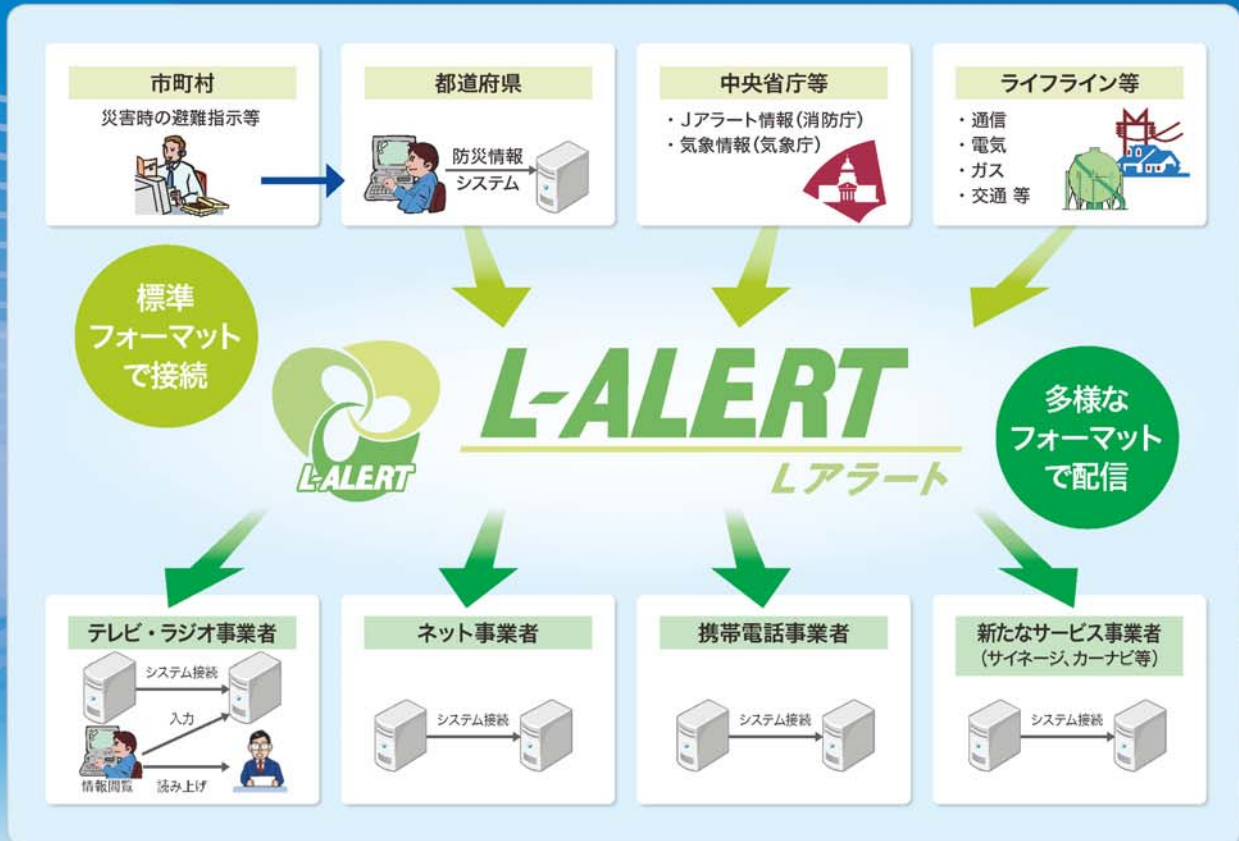 市町村
災害時の避難指示等
都道府県
防災情報
システム
中央省庁等
・Jアラート情報(消防庁)
・気象情報(気象庁)
ライフライン等
・通信
・電気
・ガス
・交通 等
標準
フォーマット
で接続
L-ALERT
L-ALERT
Lアラート
多様な
フォーマット
で配信
テレビ・ラジオ事業者
システム接続
入力
情報閲覧
読み上げ
ネット事業者
システム接続
携帯電話事業者
システム接続
新たなサービス事業者
(サイネージ、カーナビ等)
システム接続